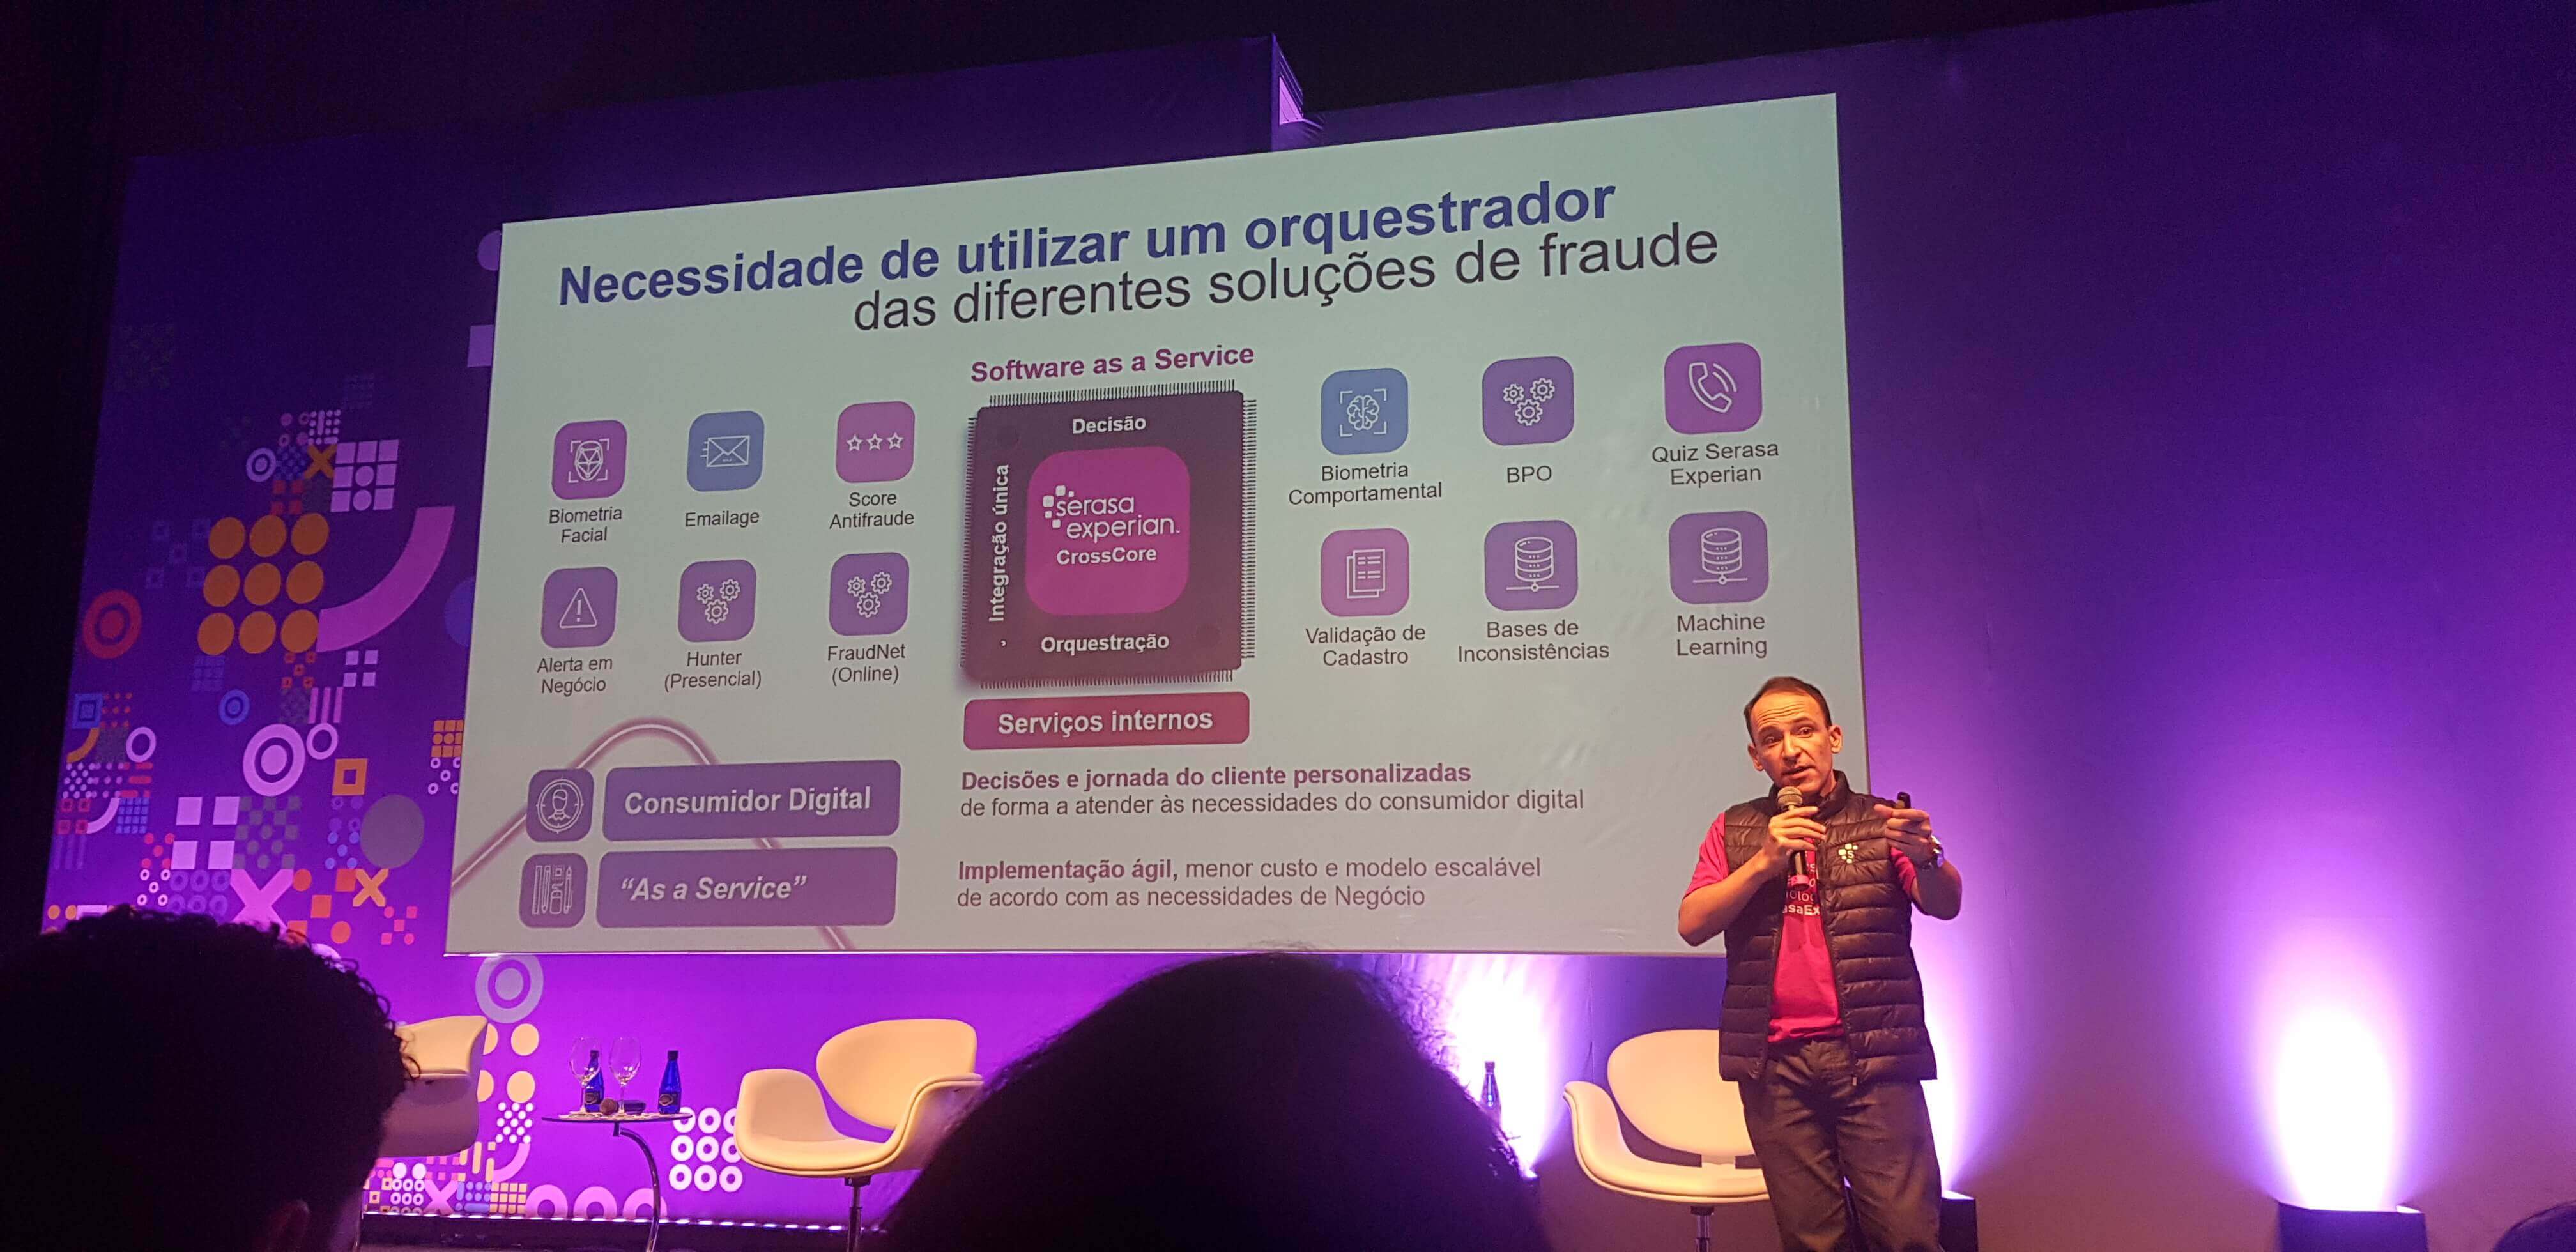 Necessidade de utilizar um orquestrador
das diferentes soluções de fraude
Software as a Service
Biometria
Facial
Emailage
Score
Antifraude
Alerta em
Negócio
Hunter
(Presencial)
FraudNet
(Online)
Decisão
Integração única
serasa
experian.
CrossCore
Orquestração
Serviços internos
Biometria
Comportamental
BPO
Quiz Serasa
Experian
Validação de
Cadastro
Bases de
Inconsistências
Machine
Learning
Consumidor Digital
Decisões e jornada do cliente personalizadas
de forma a atender às necessidades do consumidor digital
“As a Service”
Implementação ágil, menor custo e modelo escalável
de acordo com as necessidades de Negócio